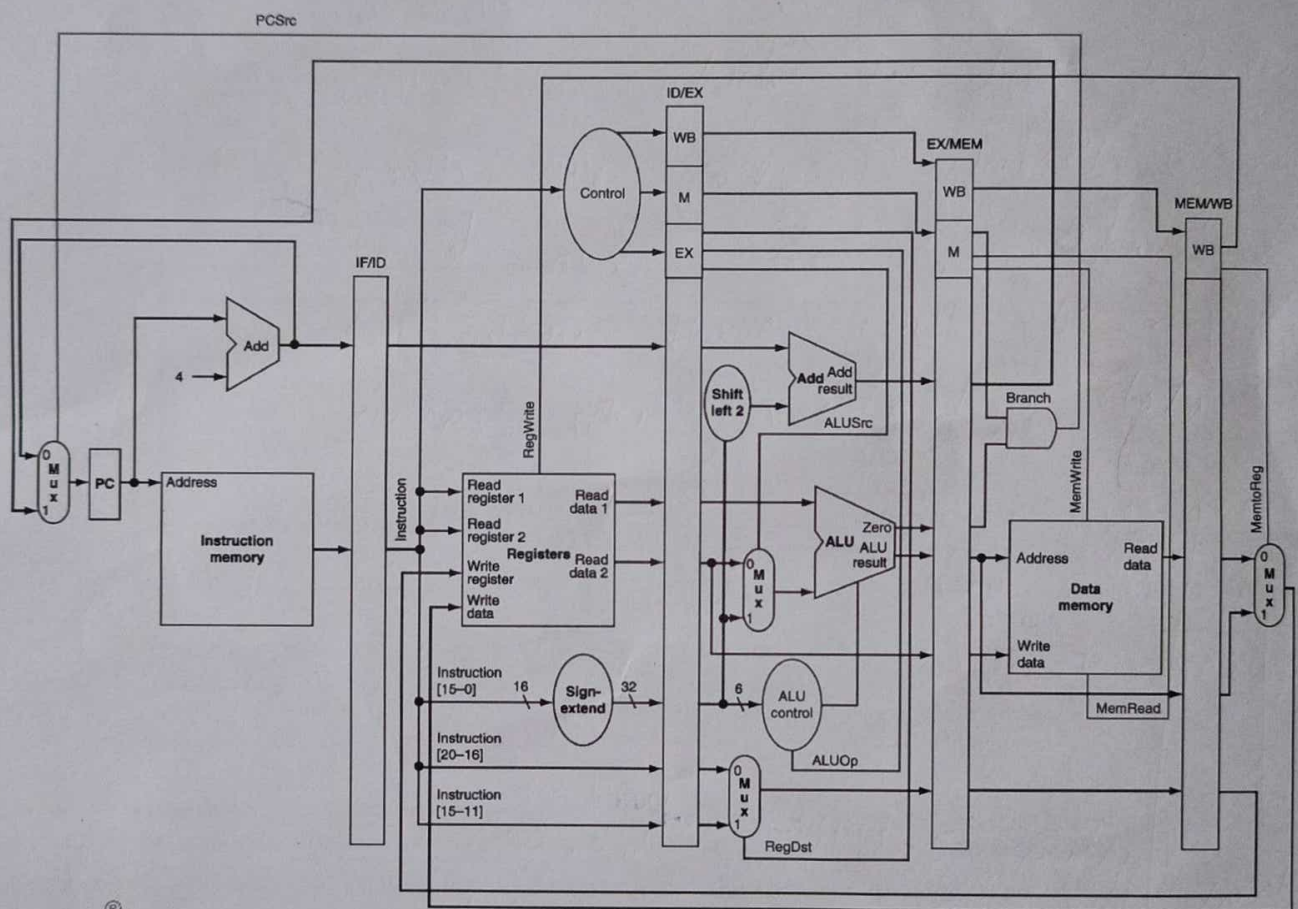 PCSrc
ID/EX
WB
EX/MEM
Control
M
WB
MEM/WB
EX
M
WB
IF/ID
Add
4
Shift
left 2
Add
Add
result
ALUSrc
Branch
RegWrite
MemWrite
MemtoReg
0
M
u
x
1
PC
Address
Instruction
memory
Instruction
Read
register 1
Read
register 2
Write
register
Write
data
Registers
Read
data 1
Read
data 2
0
M
u
x
1
ALU
Zero
ALU
result
Address
Read
data
Data
memory
Write
data
MemRead
0
M
u
x
1
Instruction
[15–0]
16
Sign-
extend
32
6
ALU
control
ALUOp
Instruction
[20–16]
Instruction
[15–11]
0
M
u
x
1
RegDst